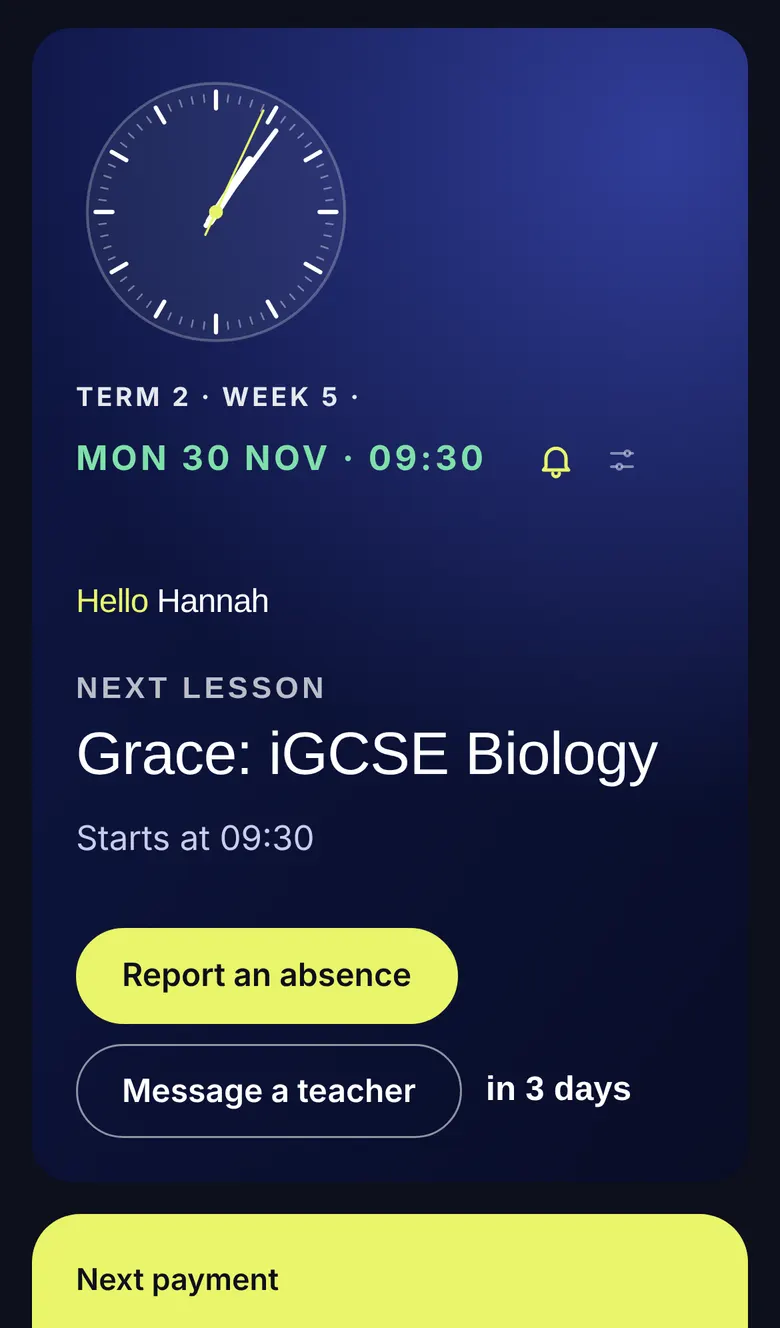 TERM 2 · WEEK 5 ·
MON 30 NOV · 09:30
Hello Hannah
NEXT LESSON
Grace: iGCSE Biology
Starts at 09:30
Report an absence
Message a teacher in 3 days
Next payment